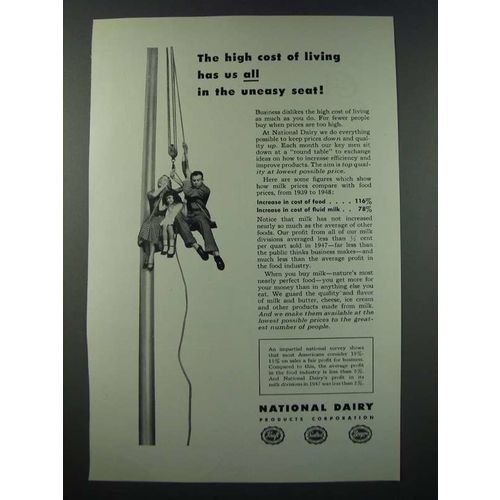 The high cost of living
has us all
in the uneasy seat!
Business dislikes the high cost of living
as much as you do. For fewer people
buy when prices are too high.
At National Dairy we do everything
possible to keep prices down and qual-
ity up. Each month our key men sit
down at a "round table" to exchange
ideas on how to increase efficiency and
improve products. The aim is top qual-
ity at lowest possible price.
Here are some figures which show
how milk prices compare with food
prices, from 1939 to 1948:
Increase in cost of food . . . . 116%
Increase in cost of fluid milk . . 78%
Notice that milk has not increased
nearly so much as the average of other
foods. Our profit from all of our milk
divisions averaged less than ½ cent
per quart sold in 1947—far less than
the public thinks business makes—and
much less than the average profit in
the food industry.
When you buy milk—nature's most
nearly perfect food—you get more for
your money than in anything else you
eat. We guard the quality and flavor
of milk and butter, cheese, ice cream
and other products made from milk.
And we make them available at the
lowest possible prices to the great-
est number of people.
An impartial national survey shows
that most Americans consider 10%-
15% on sales a fair profit for business.
Compared to this, the average profit
in the food industry is less than
And National Dairy's profit in its
milk divisions in 1947 was less than
NATIONAL DAIRY
PRODUCTS CORPORATION
Kraft
Sealtest